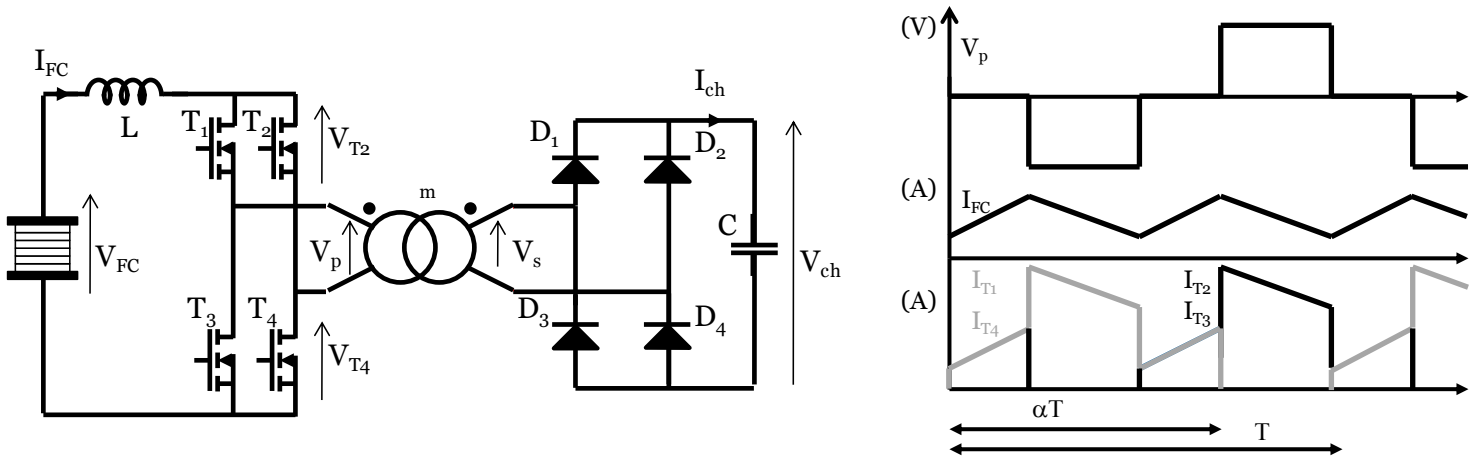 I_FC
L
T_1
T_2
V_T2
V_FC
T_3
T_4
V_T4
V_p
m
V_s
D_1
D_2
D_3
D_4
I_ch
C
V_ch
(V)
V_p
(A)
I_FC
(A)
I_T1
I_T4
I_T2
I_T3
αT
T